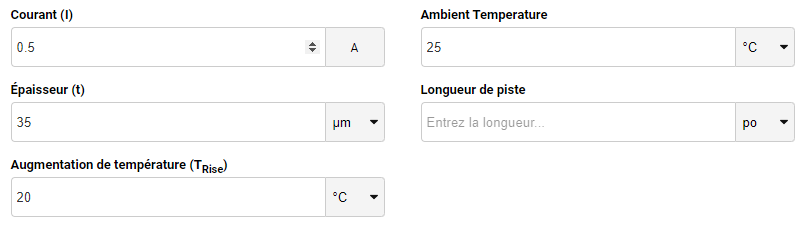 Courant (I)
0.5 A
Épaisseur (t)
35 µm
Augmentation de température (TRise)
20 °C
Ambient Temperature
25 °C
Longueur de piste
Entrez la longueur... po